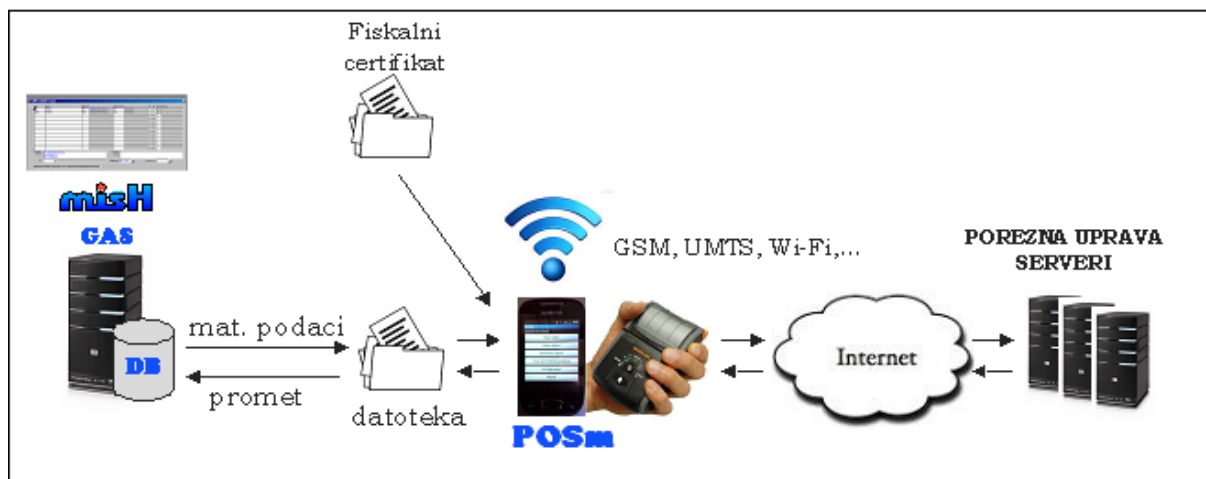 Fiskalni
certifikat
misH
GAS
GSM, UMTS, Wi-Fi,...
POREZNA UPRAVA
SERVERI
mat. podaci
DB
promet
datoteka
Internet
POSm